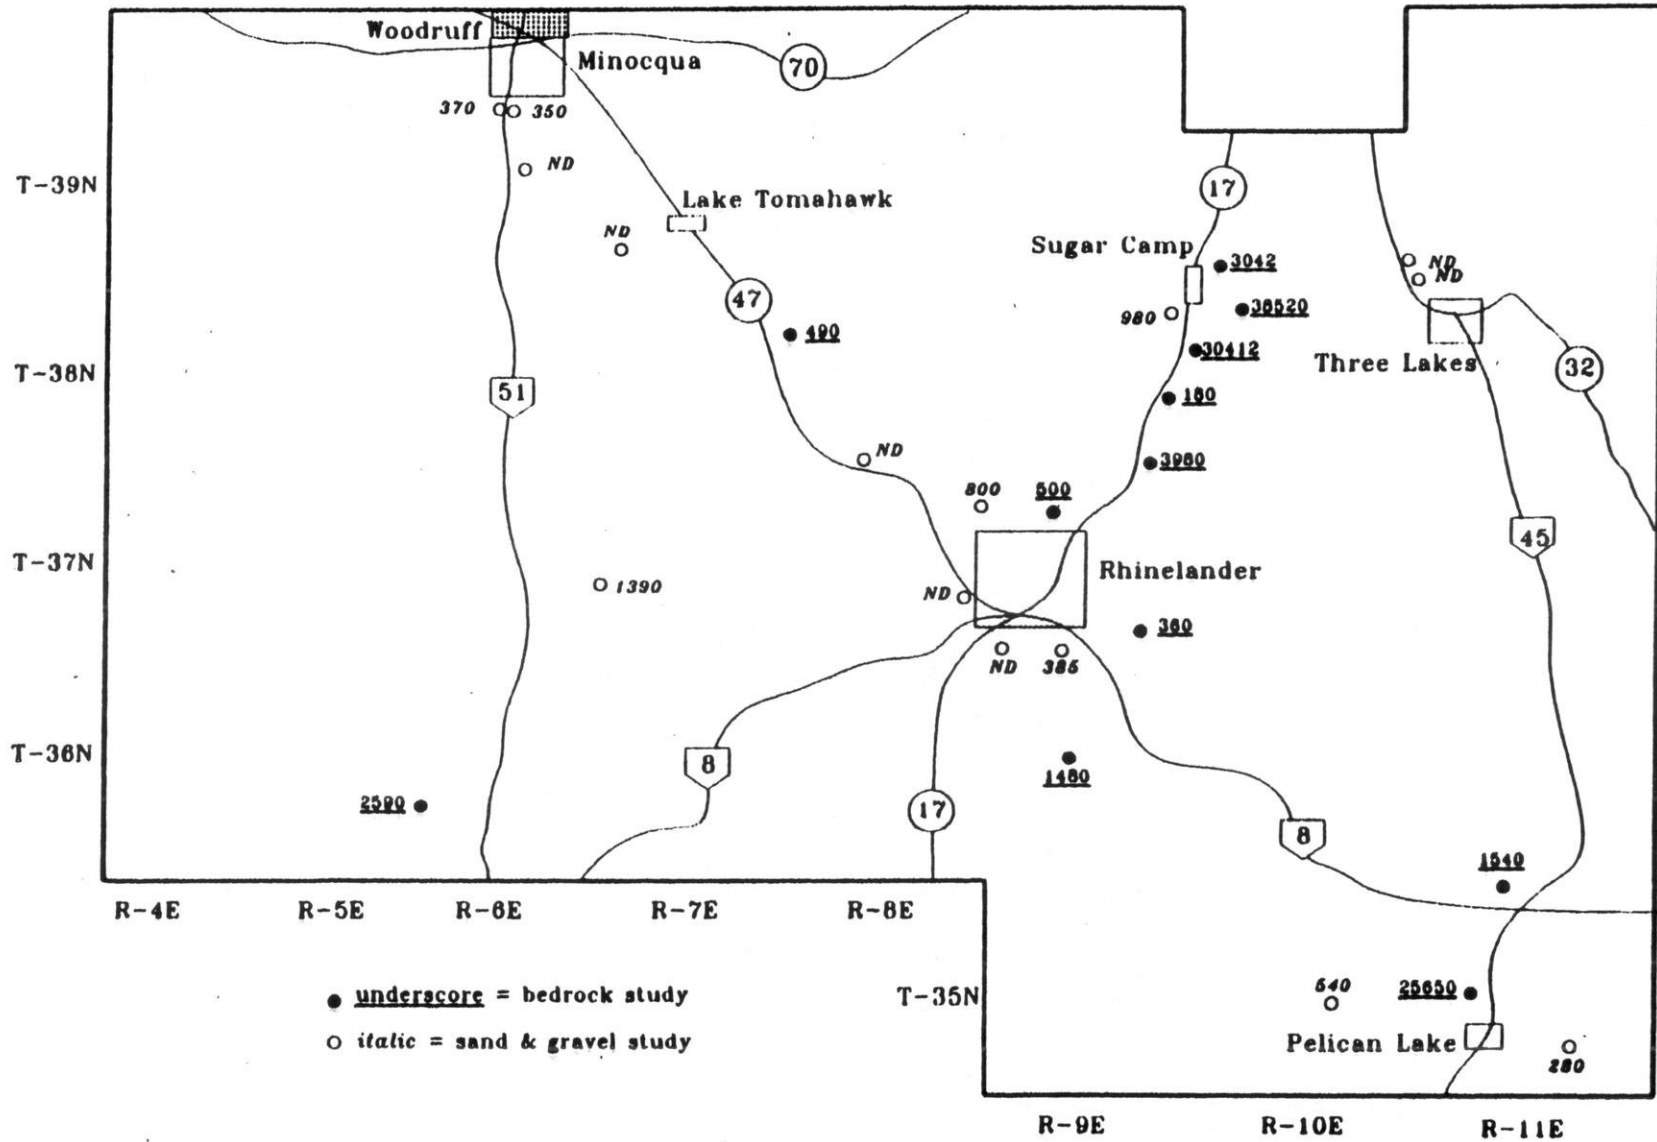 Woodruff
Minocqua
70
370
350
ND
T-39N
Lake Tomahawk
17
ND
Sugar Camp
3042
ND
ND
47
980
36520
490
30412
Three Lakes
32
T-38N
51
180
ND
3960
800
500
45
T-37N
Rhinelander
1390
ND
360
ND
385
T-36N
8
1460
2590
17
8
1540
R-4E
R-5E
R-6E
R-7E
R-8E
underscore = bedrock study
T-35N
540
25650
italic = sand & gravel study
Pelican Lake
280
R-9E
R-10E
R-11E